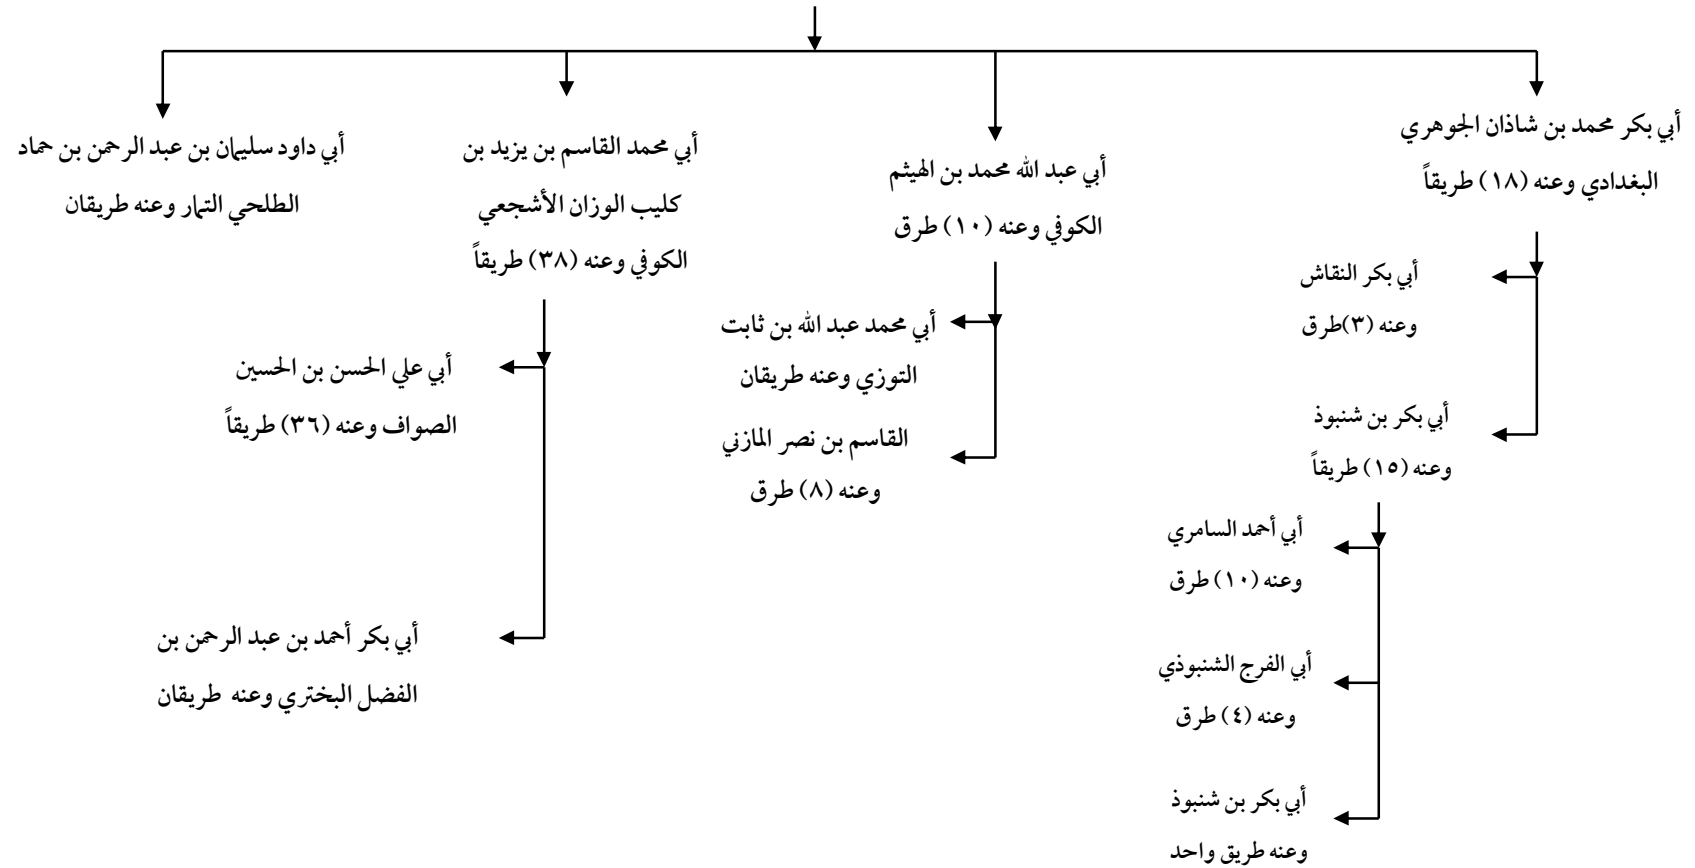 أبي بكر محمد بن شاذان الجوهري
البغدادي وعنه (١٨) طريقاً
أبي بكر النقاش
وعنه (٣)طرق
أبي بكر بن شنبوذ
وعنه (١٥) طريقاً
أبي أحمد السامري
وعنه (١٠) طرق
أبي الفرج الشنبوذي
وعنه (٤) طرق
أبي بكر بن شنبوذ
وعنه طريق واحد
أبي عبد الله محمد بن الهيثم
الكوفي وعنه (١٠) طرق
أبي محمد عبد الله بن ثابت
التوزي وعنه طريقان
القاسم بن نصر المازني
وعنه (٨) طرق
أبي محمد القاسم بن يزيد بن
كليب الوزان الأشجعي
الكوفي وعنه (٣٨) طريقاً
أبي علي الحسن بن الحسين
الصواف وعنه (٣٦) طريقاً
أبي بكر أحمد بن عبد الرحمن بن
الفضل البختري وعنه طريقان
أبي داود سليمان بن عبد الرحمن بن حماد
الطلحي التمار وعنه طريقان